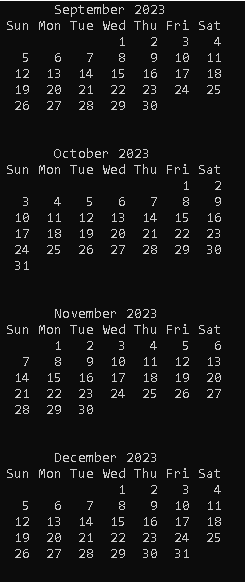 September 2023
Sun Mon Tue Wed Thu Fri Sat
1 2 3 4
5 6 7 8 9 10 11
12 13 14 15 16 17 18
19 20 21 22 23 24 25
26 27 28 29 30
October 2023
Sun Mon Tue Wed Thu Fri Sat
1 2
3 4 5 6 7 8 9
10 11 12 13 14 15 16
17 18 19 20 21 22 23
24 25 26 27 28 29 30
31
November 2023
Sun Mon Tue Wed Thu Fri Sat
1 2 3 4 5 6
7 8 9 10 11 12 13
14 15 16 17 18 19 20
21 22 23 24 25 26 27
28 29 30
December 2023
Sun Mon Tue Wed Thu Fri Sat
1 2 3 4
5 6 7 8 9 10 11
12 13 14 15 16 17 18
19 20 21 22 23 24 25
26 27 28 29 30 31